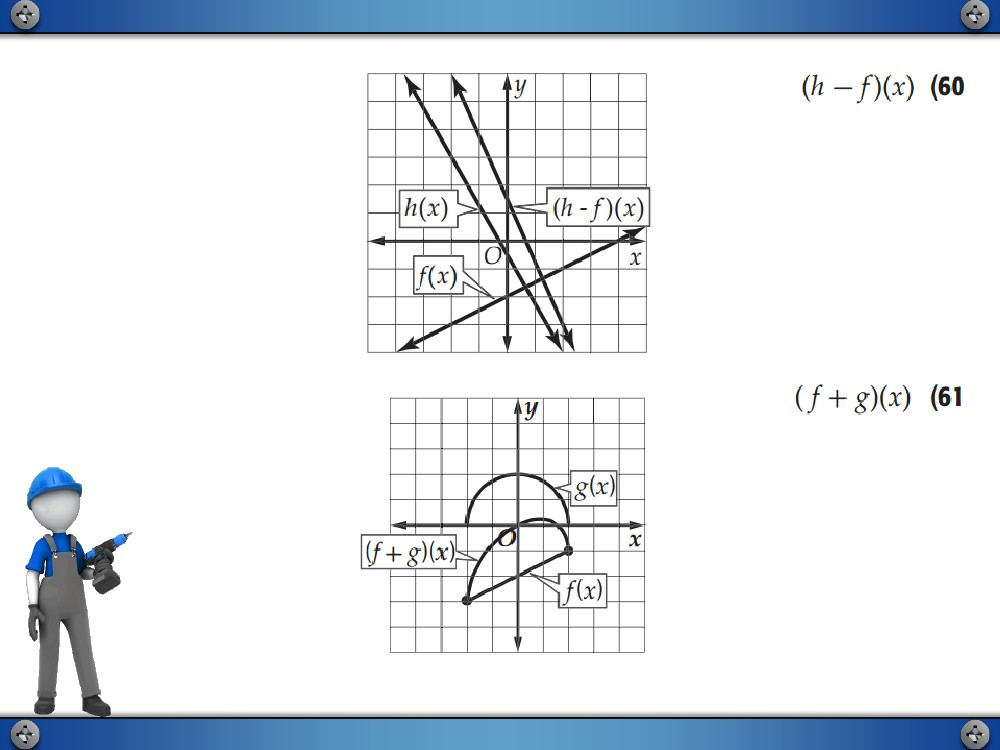 (h − f)(x) (60
y
h(x)
(h - f)(x)
O
x
f(x)
( f + g)(x) (61
y
g(x)
O
x
(f + g)(x)
f(x)